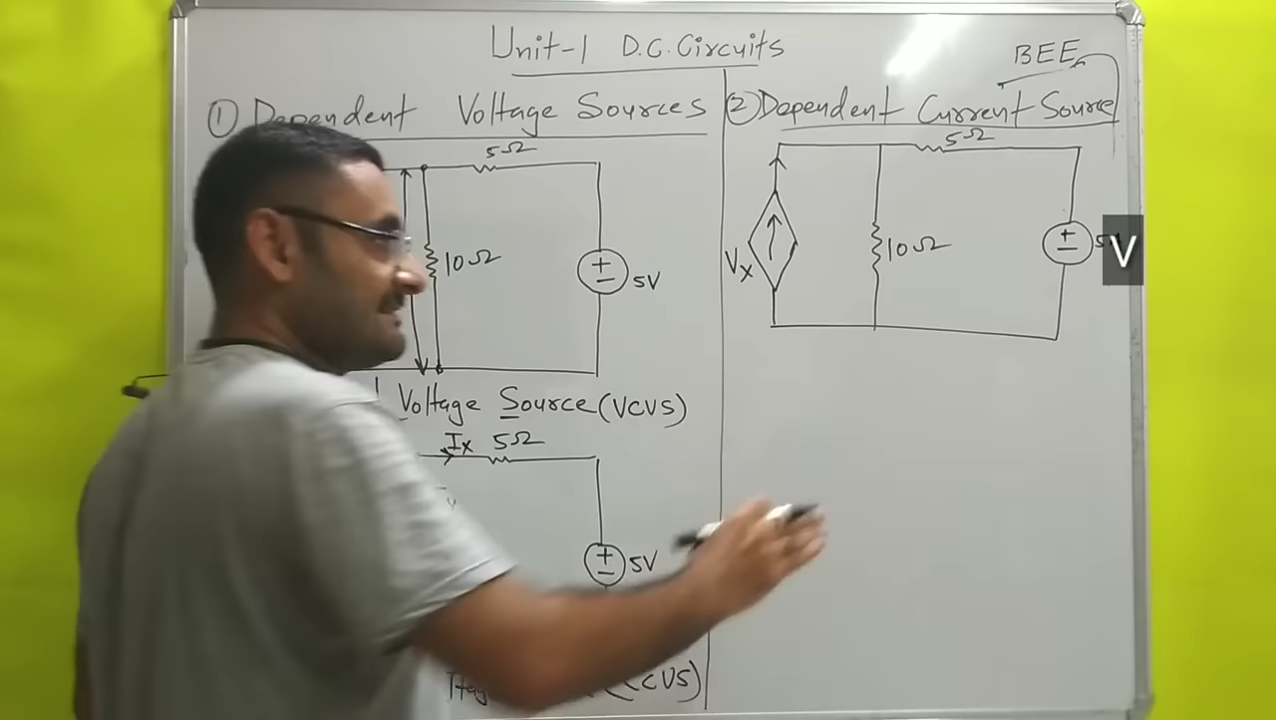 Unit-1 D.C. Circuits
BEE
① Dependent Voltage Sources
5Ω
10Ω
5V
Voltage Source (VCVS)
Ix 5Ω
5V
② Dependent Current Source
5Ω
Vx
10Ω
V